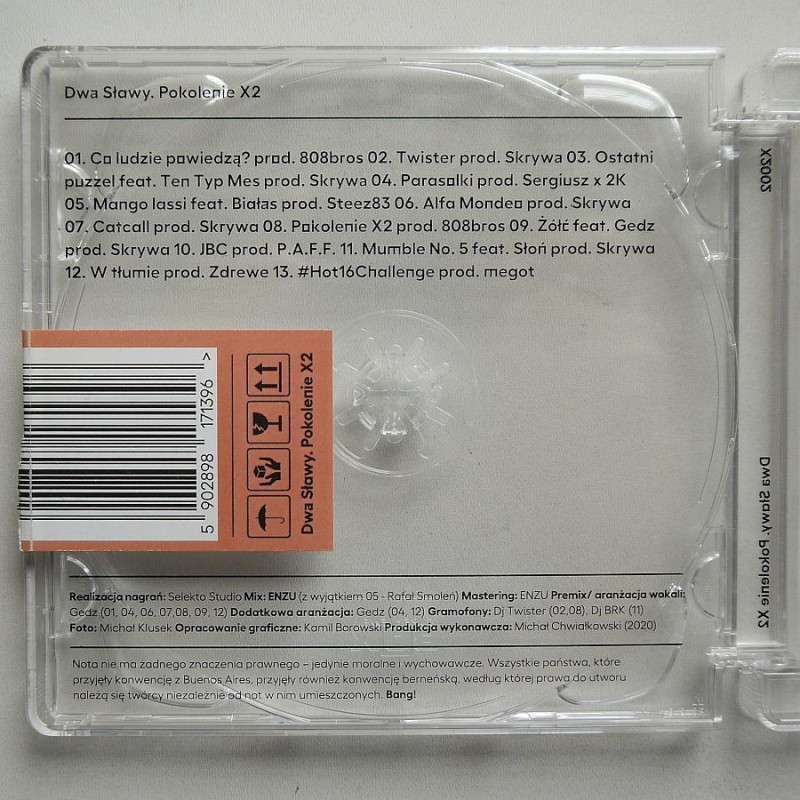 Dwa Sławy. Pokolenie X2
01. Co ludzie powiedzą? prod. 808bros 02. Twister prod. Skrywa 03. Ostatni
puzzel feat. Ten Typ Mes prod. Skrywa 04. Parasolki prod. Sergiusz x 2K
05. Mango lassi feat. Białas prod. Steez83 06. Alfa Mondeo prod. Skrywa
07. Catcall prod. Skrywa 08. Pokolenie X2 prod. 808bros 09. Żółć feat. Gedz
prod. Skrywa 10. JBC prod. P.A.F.F. 11. Mumble No. 5 feat. Słoń prod. Skrywa
12. W tłumie prod. Zdrewe 13. #Hot16Challenge prod. megot
5 902898 171396 >
Dwa Sławy. Pokolenie X2
Realizacja nagrań: Selekta Studio Mix: ENZU (z wyjątkiem 05 - Rafał Smoleń) Mastering: ENZU Premix/ aranżacja wokali:
Gedz (01, 04, 06, 07,08, 09, 12) Dodatkowa aranżacja: Gedz (04, 12) Gramofony: Dj Twister (02,08), Dj BRK (11)
Foto: Michał Klusek Opracowanie graficzne: Kamil Borowski Produkcja wykonawcza: Michał Chwiałkowski (2020)
Nota nie ma żadnego znaczenia prawnego – jedynie moralne i wychowawcze. Wszystkie państwa, które
przyjęły konwencję z Buenos Aires, przyjęły również konwencję berneńską, według której prawa do utworu
należą się twórcy niezależnie od not w nim umieszczonych. Bang!
X2002
Dwa Sławy. Pokolenie X2